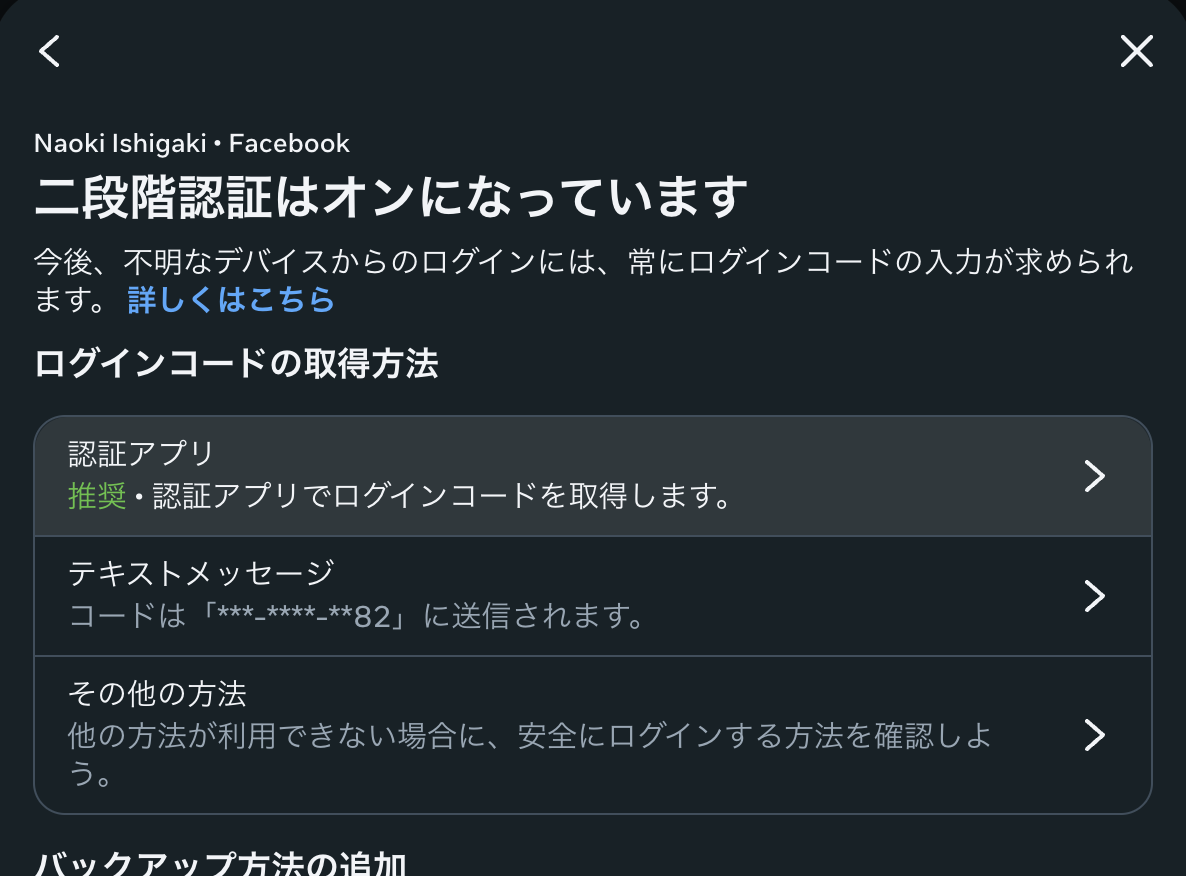 Naoki Ishigaki • Facebook
二段階認証はオンになっています
今後、不明なデバイスからのログインには、常にログインコードの入力が求められ
ます。 詳しくはこちら
ログインコードの取得方法
認証アプリ
推奨 • 認証アプリでログインコードを取得します。
テキストメッセージ
コードは「***-****-**82」に送信されます。
その他の方法
他の方法が利用できない場合に、安全にログインする方法を確認しよ
う。
バックアップ方法の追加